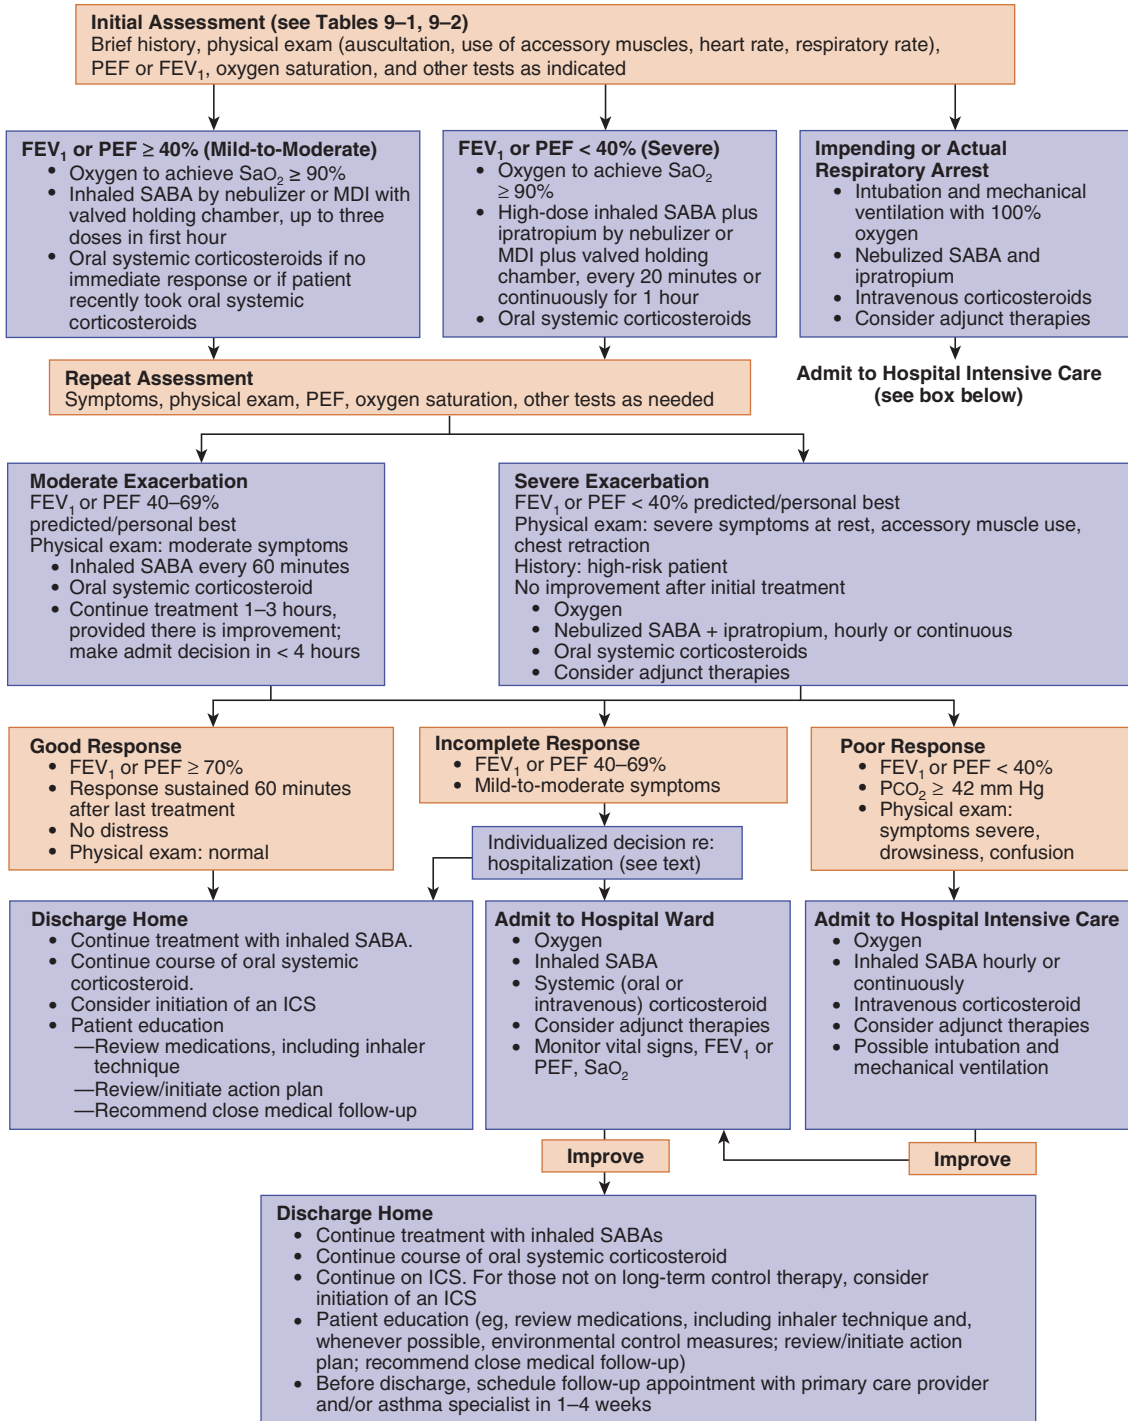 Initial Assessment (see Tables 9–1, 9–2)
Brief history, physical exam (auscultation, use of accessory muscles, heart rate, respiratory rate),
PEF or FEV₁, oxygen saturation, and other tests as indicated
FEV₁ or PEF ≥ 40% (Mild-to-Moderate)
• Oxygen to achieve SaO₂ ≥ 90%
• Inhaled SABA by nebulizer or MDI with
valved holding chamber, up to three
doses in first hour
• Oral systemic corticosteroids if no
immediate response or if patient
recently took oral systemic
corticosteroids
FEV₁ or PEF < 40% (Severe)
• Oxygen to achieve SaO₂
≥ 90%
• High-dose inhaled SABA plus
ipratropium by nebulizer or
MDI plus valved holding
chamber, every 20 minutes or
continuously for 1 hour
• Oral systemic corticosteroids
Impending or Actual
Respiratory Arrest
• Intubation and mechanical
ventilation with 100%
oxygen
• Nebulized SABA and
ipratropium
• Intravenous corticosteroids
• Consider adjunct therapies
Admit to Hospital Intensive Care
(see box below)
Repeat Assessment
Symptoms, physical exam, PEF, oxygen saturation, other tests as needed
Moderate Exacerbation
FEV₁ or PEF 40–69%
predicted/personal best
Physical exam: moderate symptoms
• Inhaled SABA every 60 minutes
• Oral systemic corticosteroid
• Continue treatment 1–3 hours,
provided there is improvement;
make admit decision in < 4 hours
Severe Exacerbation
FEV₁ or PEF < 40% predicted/personal best
Physical exam: severe symptoms at rest, accessory muscle use,
chest retraction
History: high-risk patient
No improvement after initial treatment
• Oxygen
• Nebulized SABA + ipratropium, hourly or continuous
• Oral systemic corticosteroids
• Consider adjunct therapies
Good Response
• FEV₁ or PEF ≥ 70%
• Response sustained 60 minutes
after last treatment
• No distress
• Physical exam: normal
Incomplete Response
• FEV₁ or PEF 40–69%
• Mild-to-moderate symptoms
Poor Response
• FEV₁ or PEF < 40%
• PCO₂ ≥ 42 mm Hg
• Physical exam:
symptoms severe,
drowsiness, confusion
Individualized decision re:
hospitalization (see text)
Discharge Home
• Continue treatment with inhaled SABA.
• Continue course of oral systemic
corticosteroid.
• Consider initiation of an ICS
• Patient education
—Review medications, including inhaler
technique
—Review/initiate action plan
—Recommend close medical follow-up
Admit to Hospital Ward
• Oxygen
• Inhaled SABA
• Systemic (oral or
intravenous) corticosteroid
• Consider adjunct therapies
• Monitor vital signs, FEV₁ or
PEF, SaO₂
Admit to Hospital Intensive Care
• Oxygen
• Inhaled SABA hourly or
continuously
• Intravenous corticosteroid
• Consider adjunct therapies
• Possible intubation and
mechanical ventilation
Improve
Improve
Discharge Home
• Continue treatment with inhaled SABAs
• Continue course of oral systemic corticosteroid
• Continue on ICS. For those not on long-term control therapy, consider
initiation of an ICS
• Patient education (eg, review medications, including inhaler technique and,
whenever possible, environmental control measures; review/initiate action
plan; recommend close medical follow-up)
• Before discharge, schedule follow-up appointment with primary care provider
and/or asthma specialist in 1–4 weeks